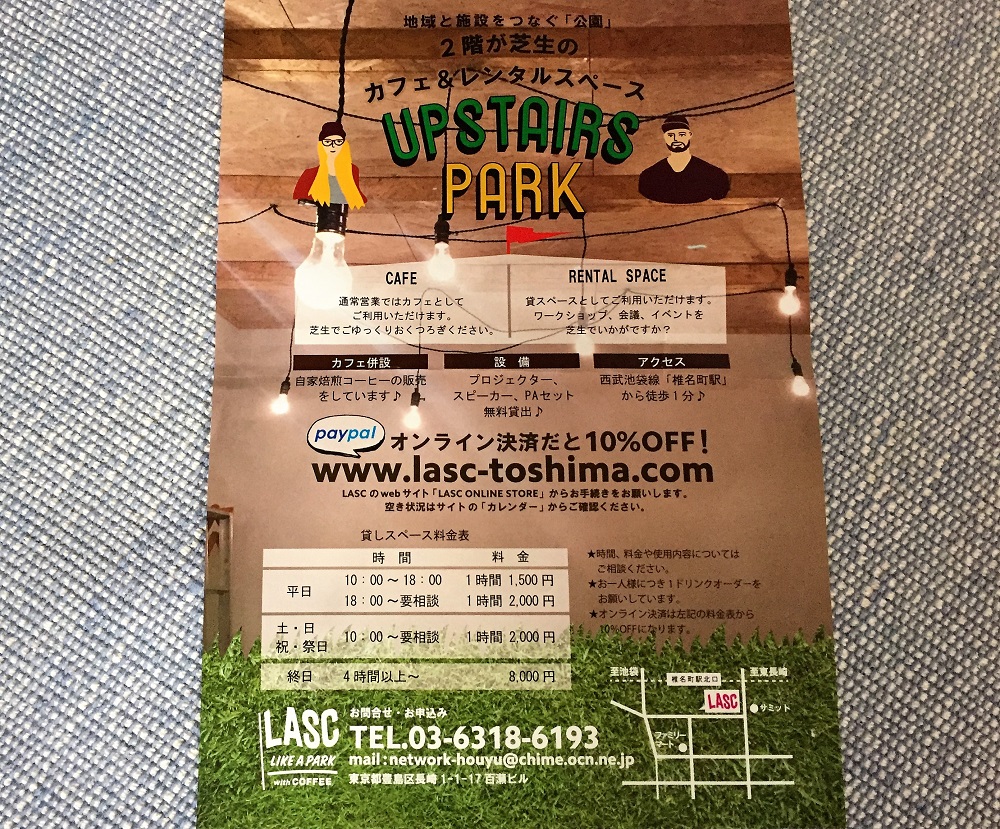 地域と施設をつなぐ「公園」
2階が芝生の
カフェ&レンタルスペース
UPSTAIRS
PARK
CAFE
通常営業ではカフェとして
ご利用いただけます。
芝生でごゆっくりおくつろぎください。
RENTAL SPACE
貸スペースとしてご利用いただけます。
ワークショップ、会議、イベントを
芝生でいかがですか?
カフェ併設
自家焙煎コーヒーの販売
をしています♪
設備
プロジェクター、
スピーカー、PAセット
無料貸出♪
アクセス
西武池袋線「椎名町駅」
から徒歩1分♪
paypal オンライン決済だと10%OFF!
www.lasc-toshima.com
LASCのwebサイト「LASC ONLINE STORE」からお手続きをお願いします。
空き状況はサイトの「カレンダー」からご確認ください。
貸しスペース料金表
時間 料金
平日 10:00~18:00 1時間 1,500円
18:00~要相談 1時間 2,000円
土・日
祝・祭日 10:00~要相談 1時間 2,000円
終日 4時間以上~ 8,000円
★時間、料金や使用内容については
ご相談ください。
★お一人様につき1ドリンクオーダーを
お願いしています。
★オンライン決済は左記の料金表から
10%OFFになります。
至池袋
椎名町駅北口
至東長崎
LASC
サミット
ファミリー
マート
LASC
LIKE A PARK
with COFFEE
お問合せ・お申込み
TEL.03-6318-6193
mail:network-houyu@chime.ocn.ne.jp
東京都豊島区長崎1-1-17 百瀬ビル